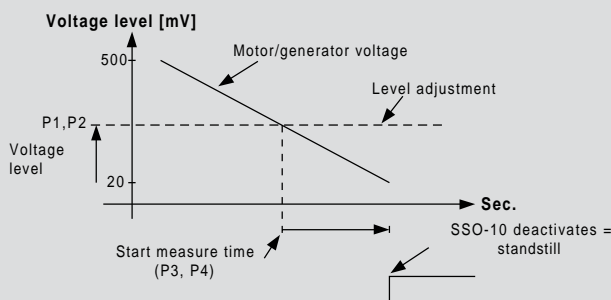 Voltage level [mV]
Motor/generator voltage
500
Level adjustment
P1,P2
Voltage
level
20
Sec.
SSO-10 deactivates =
standstill
Start measure time
(P3, P4)